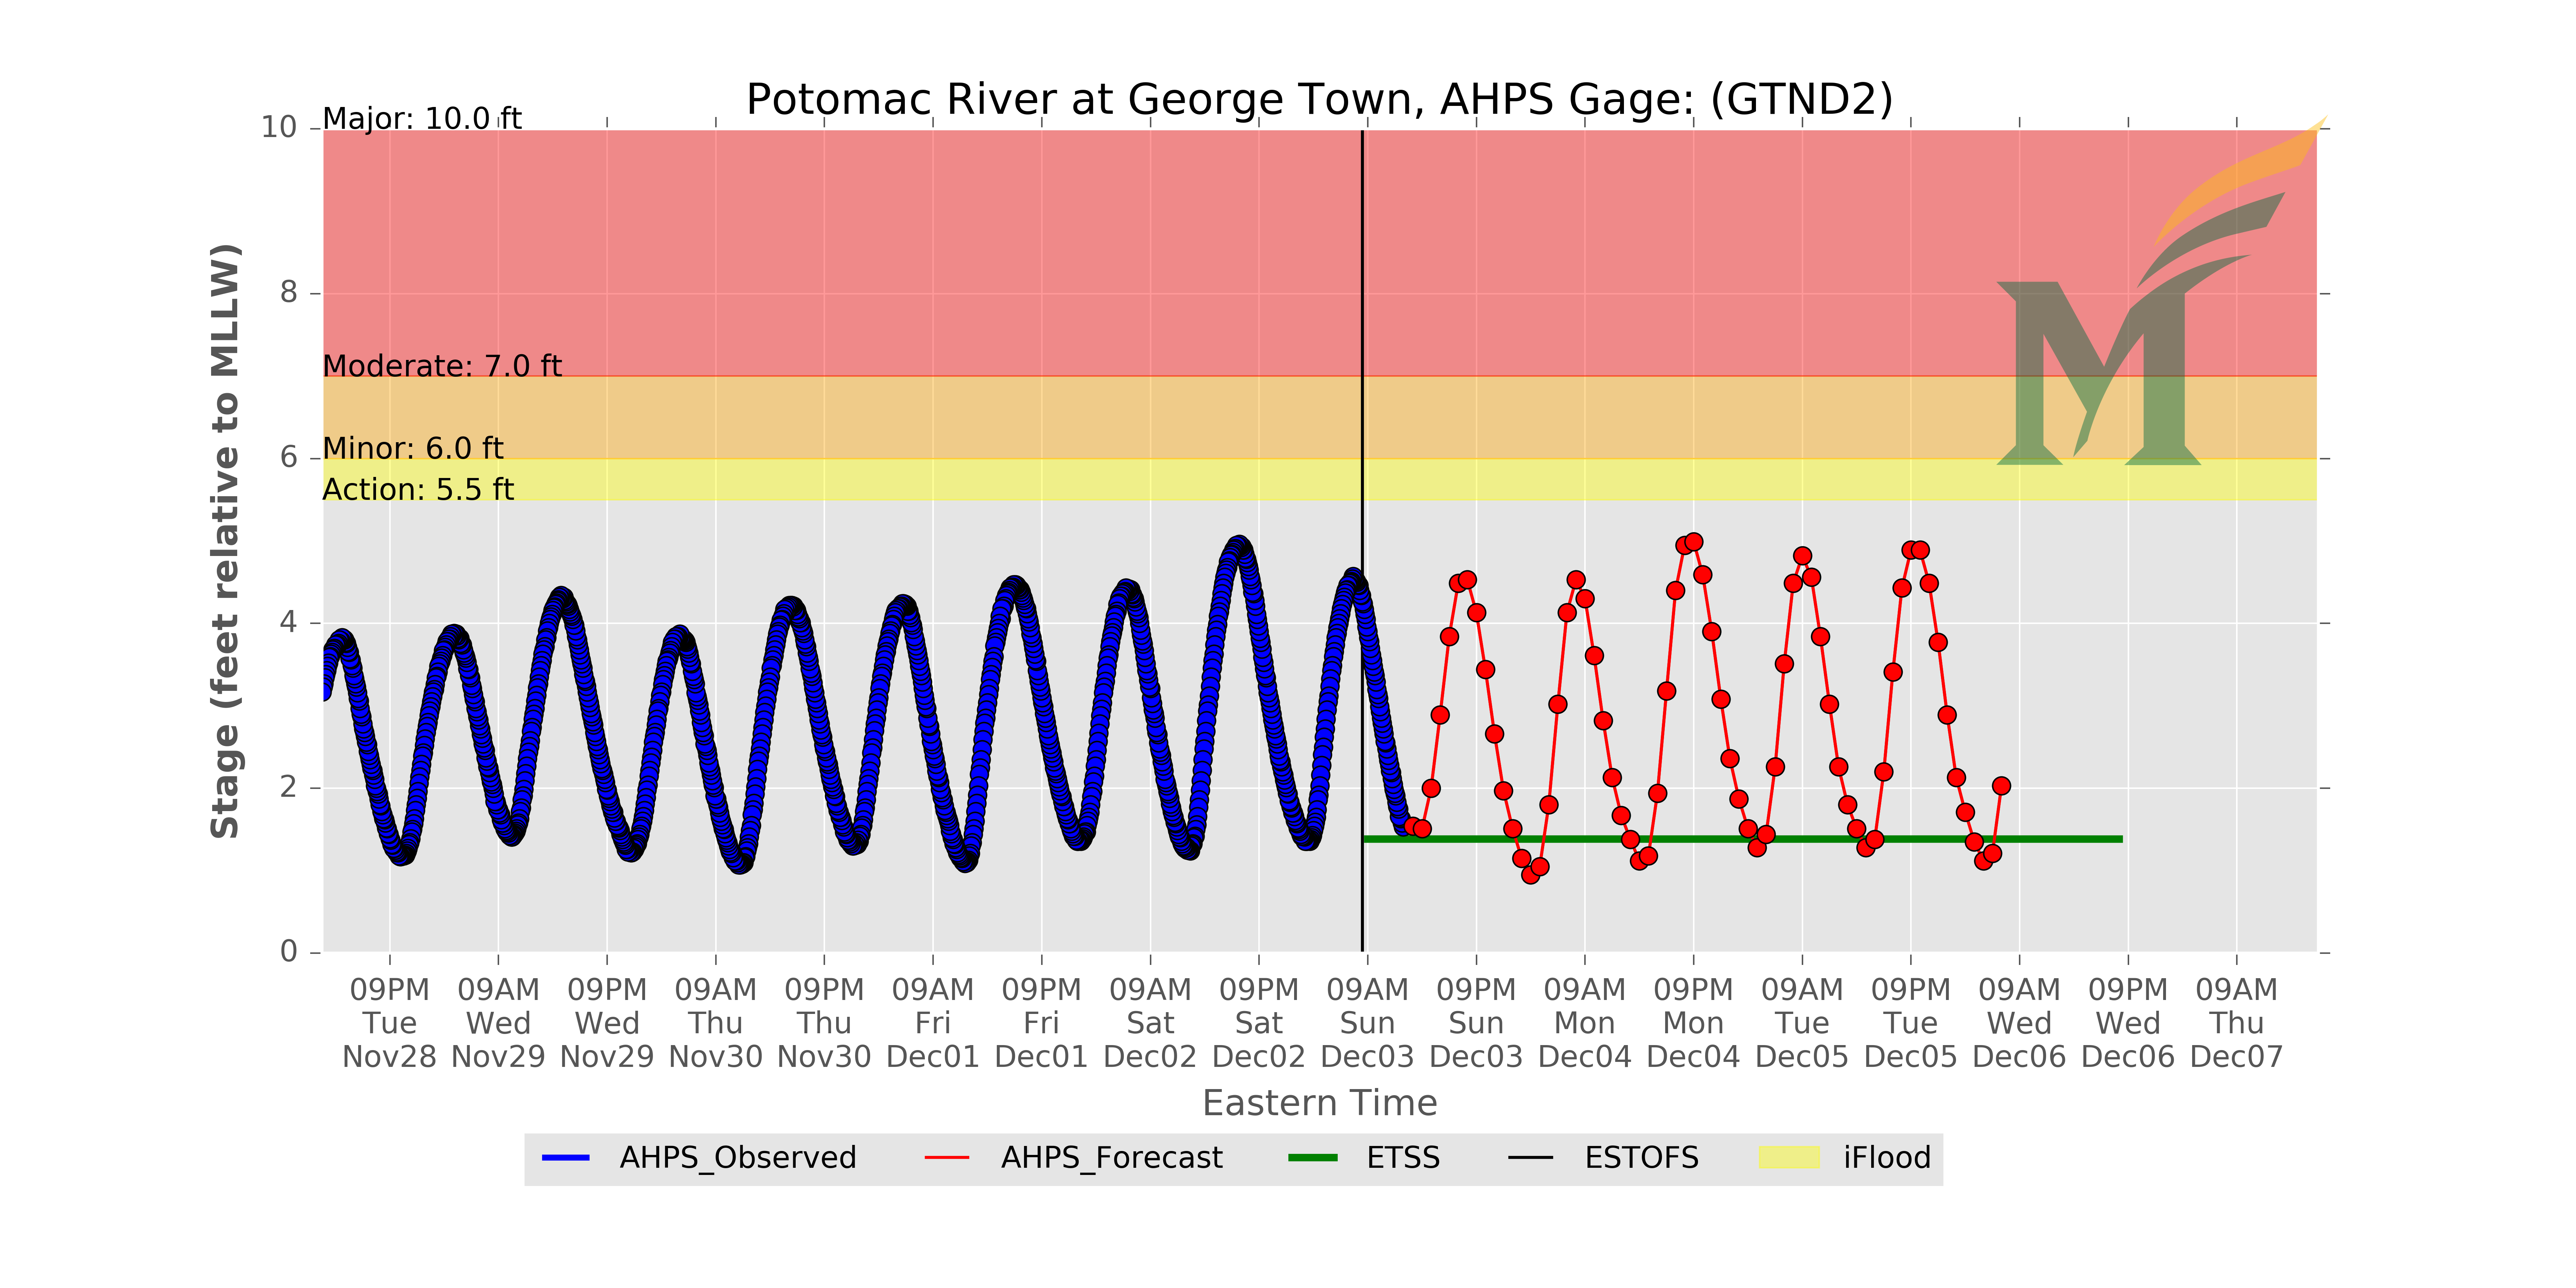 Potomac River at George Town, AHPS Gage: (GTND2)
Major: 10.0 ft
Moderate: 7.0 ft
Minor: 6.0 ft
Action: 5.5 ft
Stage (feet relative to MLLW)
10
8
6
4
2
0
09PM 09AM 09PM 09AM 09PM 09AM 09PM 09AM 09PM 09AM 09PM 09AM 09PM 09AM 09PM 09AM 09PM 09AM
Tue Wed Wed Thu Thu Fri Fri Sat Sat Sun Sun Mon Mon Tue Tue Wed Wed Thu
Nov28 Nov29 Nov29 Nov30 Nov30 Dec01 Dec01 Dec02 Dec02 Dec03 Dec03 Dec04 Dec04 Dec05 Dec05 Dec06 Dec06 Dec07
Eastern Time
AHPS_Observed AHPS_Forecast ETSS ESTOFS iFlood